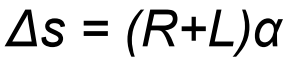 Δs = (R+L)α